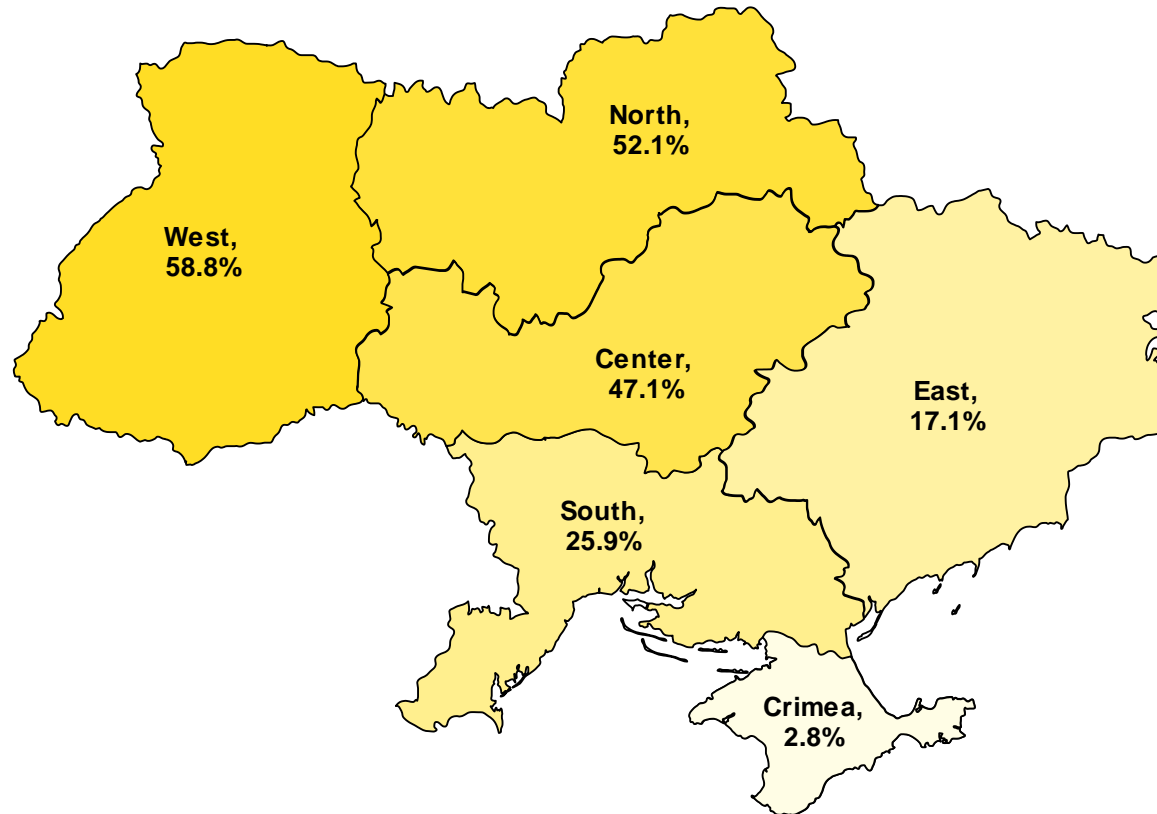 North,
52.1%
West,
58.8%
Center,
47.1%
East,
17.1%
South,
25.9%
Crimea,
2.8%